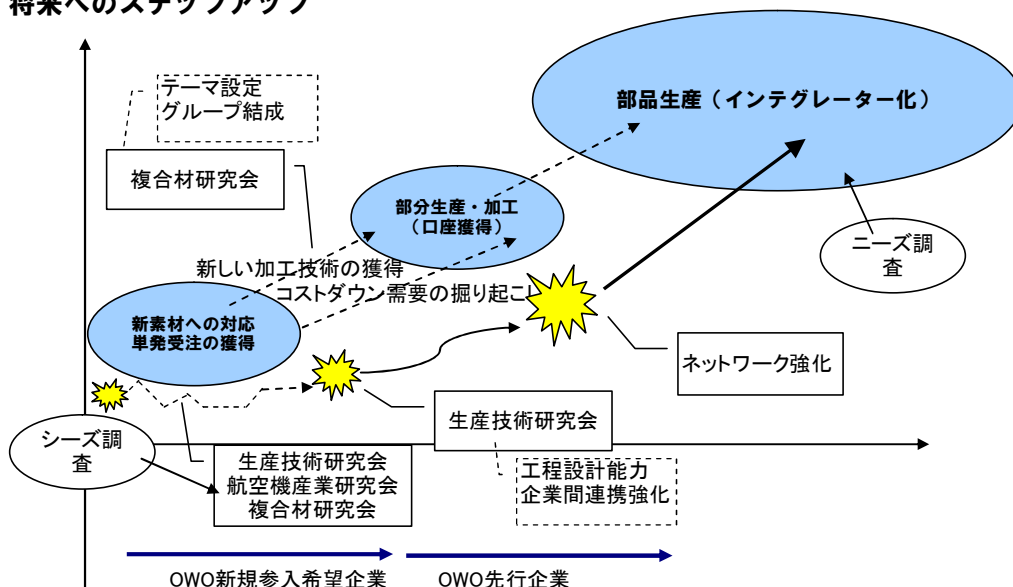 将来へのステップアップ
テーマ設定
グループ結成
複合材研究会
部品生産（インテグレーター化）
部分生産・加工
（口座獲得）
ニーズ調
査
新しい加工技術の獲得
コストダウン需要の掘り起こし
新素材への対応
単発受注の獲得
ネットワーク強化
生産技術研究会
シーズ調
査
生産技術研究会
航空機産業研究会
複合材研究会
工程設計能力
企業間連携強化
OWO新規参入希望企業
OWO先行企業